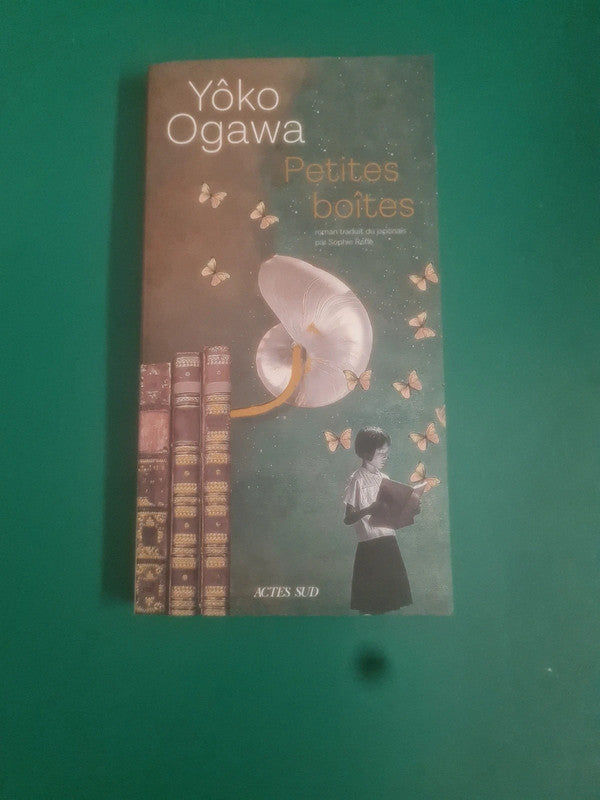 Yôko
Ogawa
Petites
boîtes
roman traduit du japonais
par Sophie Refle
ACTES SUD